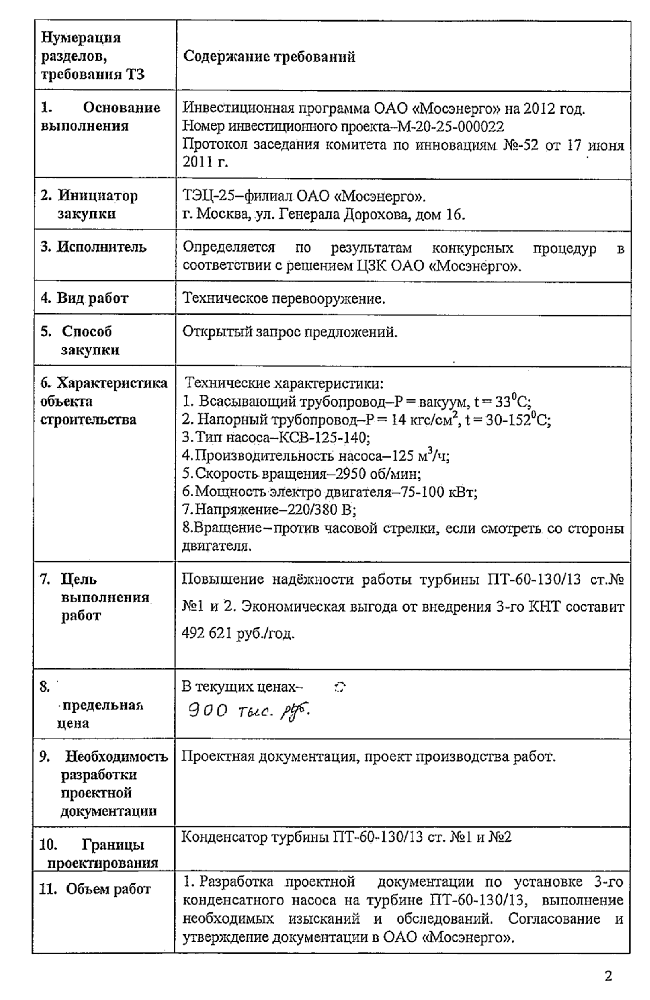 Нумерация
разделов,
требования ТЗ
Содержание требований
1. Основание
выполнения
Инвестиционная программа ОАО «Мосэнерго» на 2012 год.
Номер инвестиционного проекта–М-20-25-000022
Протокол заседания комитета по инновациям №-52 от 17 июня
2011 г.
2. Инициатор
закупки
ТЭЦ-25–филиал ОАО «Мосэнерго».
г. Москва, ул. Генерала Дорохова, дом 16.
3. Исполнитель
Определяется по результатам конкурсных процедур в
соответствии с решением ЦЗК ОАО «Мосэнерго».
4. Вид работ
Техническое перевооружение.
5. Способ
закупки
Открытый запрос предложений.
6. Характеристика
объекта
строительства
Технические характеристики:
1. Всасывающий трубопровод–Р = вакуум, t = 33⁰С;
2. Напорный трубопровод–Р = 14 кгс/см², t = 30-152⁰С;
3.Тип насоса–КСВ-125-140;
4.Производительность насоса–125 м³/ч;
5.Скорость вращения–2950 об/мин;
6.Мощность электро двигателя–75-100 кВт;
7.Напряжение–220/380 В;
8.Вращение–против часовой стрелки, если смотреть со стороны
двигателя.
7. Цель
выполнения
работ
Повышение надёжности работы турбины ПТ-60-130/13 ст.№
№1 и 2. Экономическая выгода от внедрения 3-го КНТ составит
492 621 руб./год.
8.
предельная
цена
В текущих ценах–
900 тыс. руб.
9. Необходимость
разработки
проектной
документации
Проектная документация, проект производства работ.
10. Границы
проектирования
Конденсатор турбины ПТ-60-130/13 ст. №1 и №2
11. Объем работ
1. Разработка проектной документации по установке 3-го
конденсатного насоса на турбине ПТ-60-130/13, выполнение
необходимых изысканий и обследований. Согласование и
утверждение документации в ОАО «Мосэнерго».
2